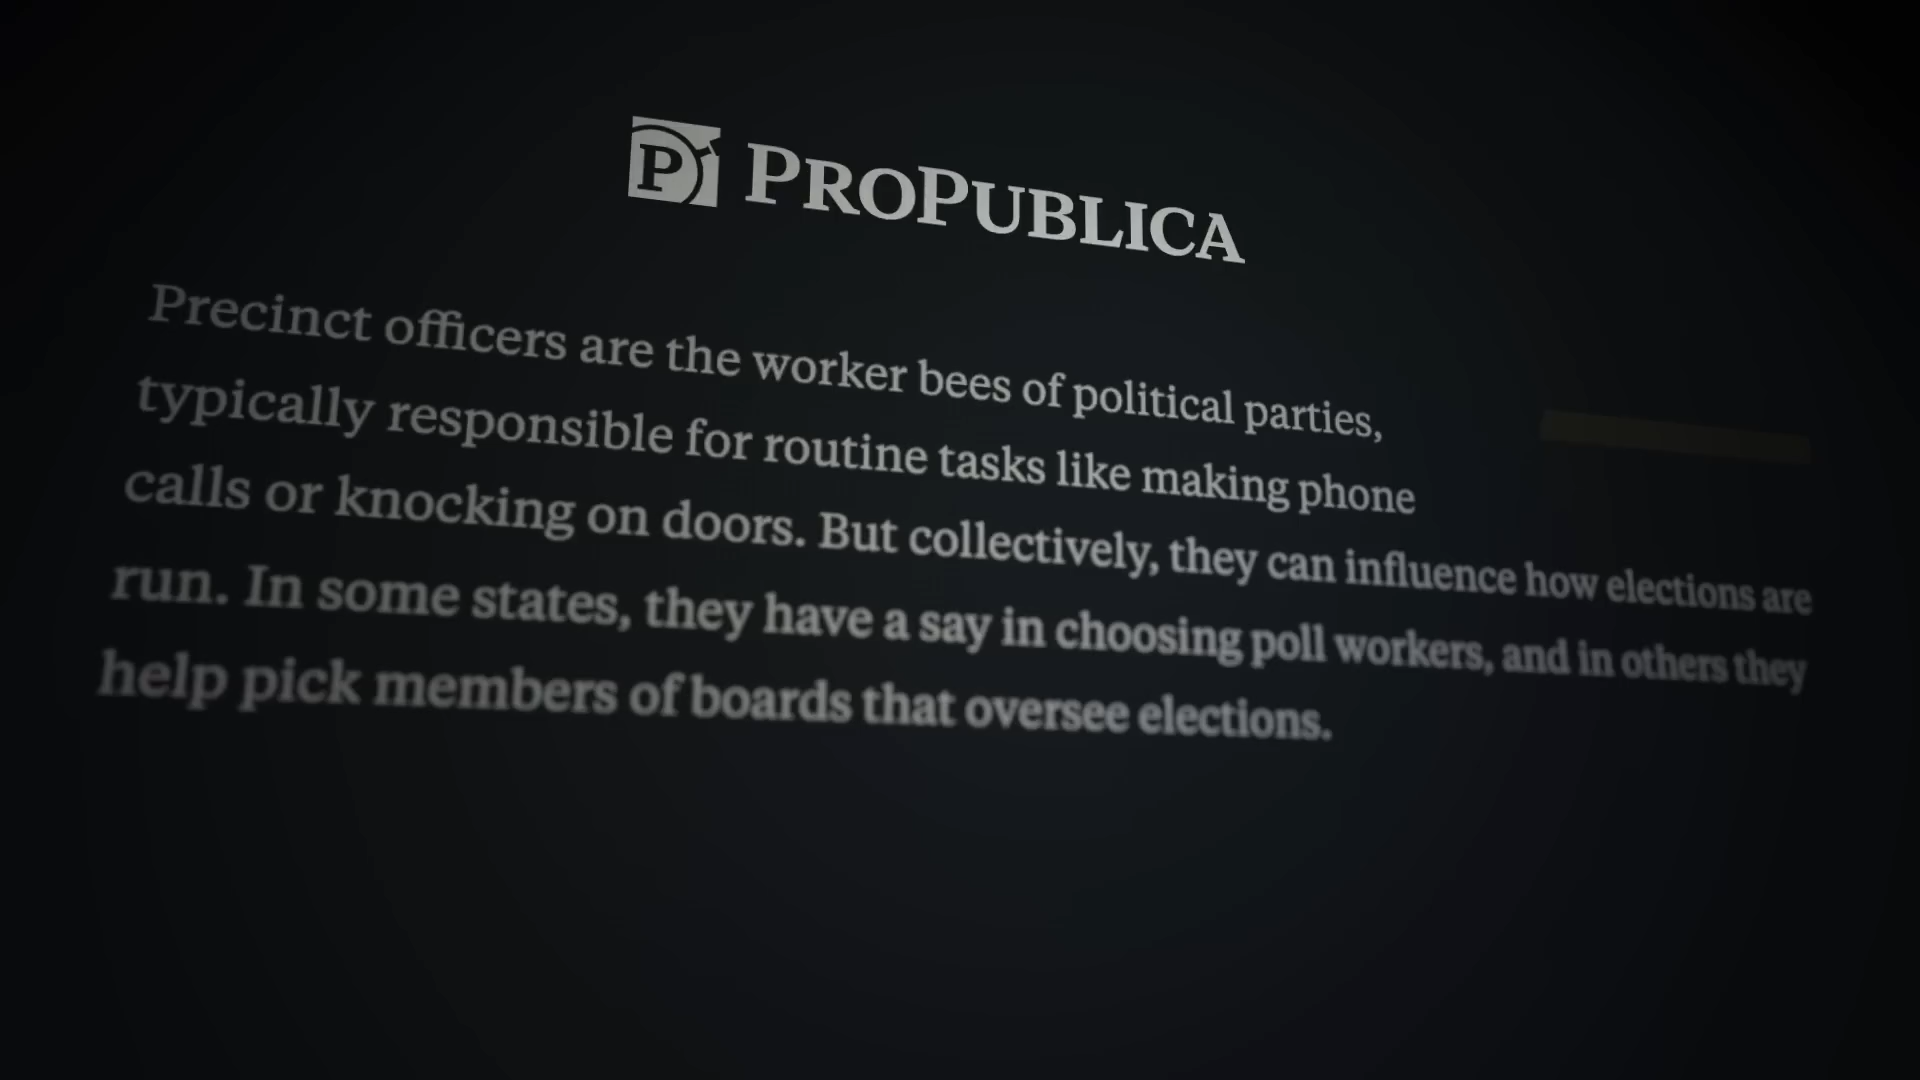 P PROPUBLICA
Precinct officers are the worker bees of political parties,
typically responsible for routine tasks like making phone
calls or knocking on doors. But collectively, they can influence how elections are
run. In some states, they have a say in choosing poll workers, and in others they
help pick members of boards that oversee elections.